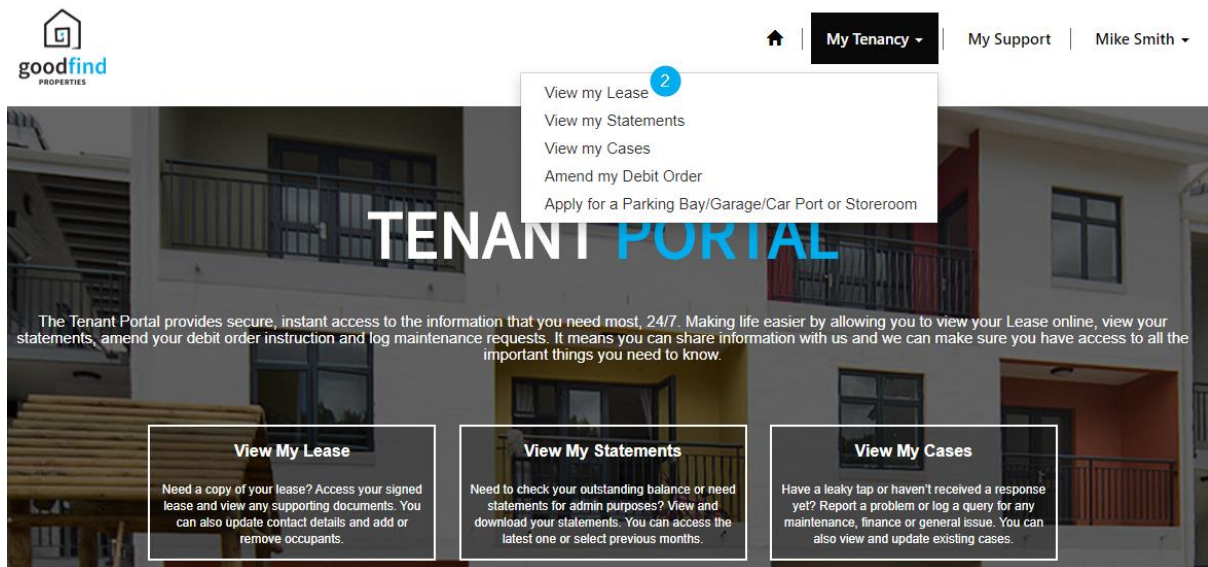 goodfind
PROPERTIES
My Tenancy
My Support
Mike Smith
View my Lease
2
View my Statements
View my Cases
Amend my Debit Order
Apply for a Parking Bay/Garage/Car Port or Storeroom
TENANT PORTAL
The Tenant Portal provides secure, instant access to the information that you need most, 24/7. Making life easier by allowing you to view your Lease online, view your
statements, amend your debit order instruction and log maintenance requests. It means you can share information with us and we can make sure you have access to all the
important things you need to know.
View My Lease
Need a copy of your lease? Access your signed
lease and view any supporting documents. You
can also update contact details and add or
remove occupants.
View My Statements
Need to check your outstanding balance or need
statements for admin purposes? View and
download your statements. You can access the
latest one or select previous months.
View My Cases
Have a leaky tap or haven't received a response
yet? Report a problem or log a query for any
maintenance, finance or general issue. You can
also view and update existing cases.